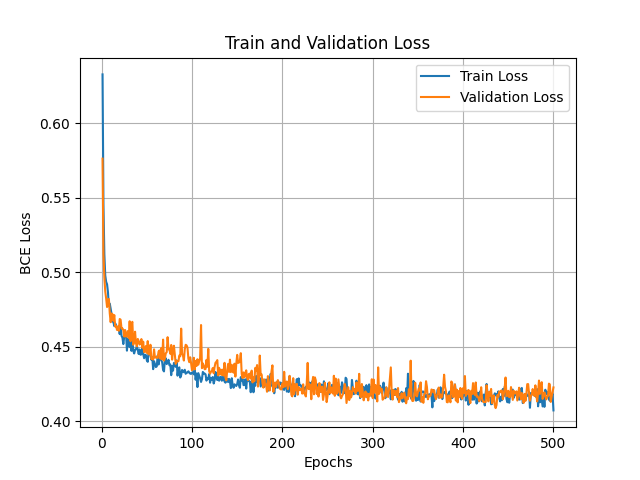 Train and Validation Loss
Train Loss
Validation Loss
0.60
0.55
0.50
0.45
0.40
BCE Loss
0
100
200
300
400
500
Epochs